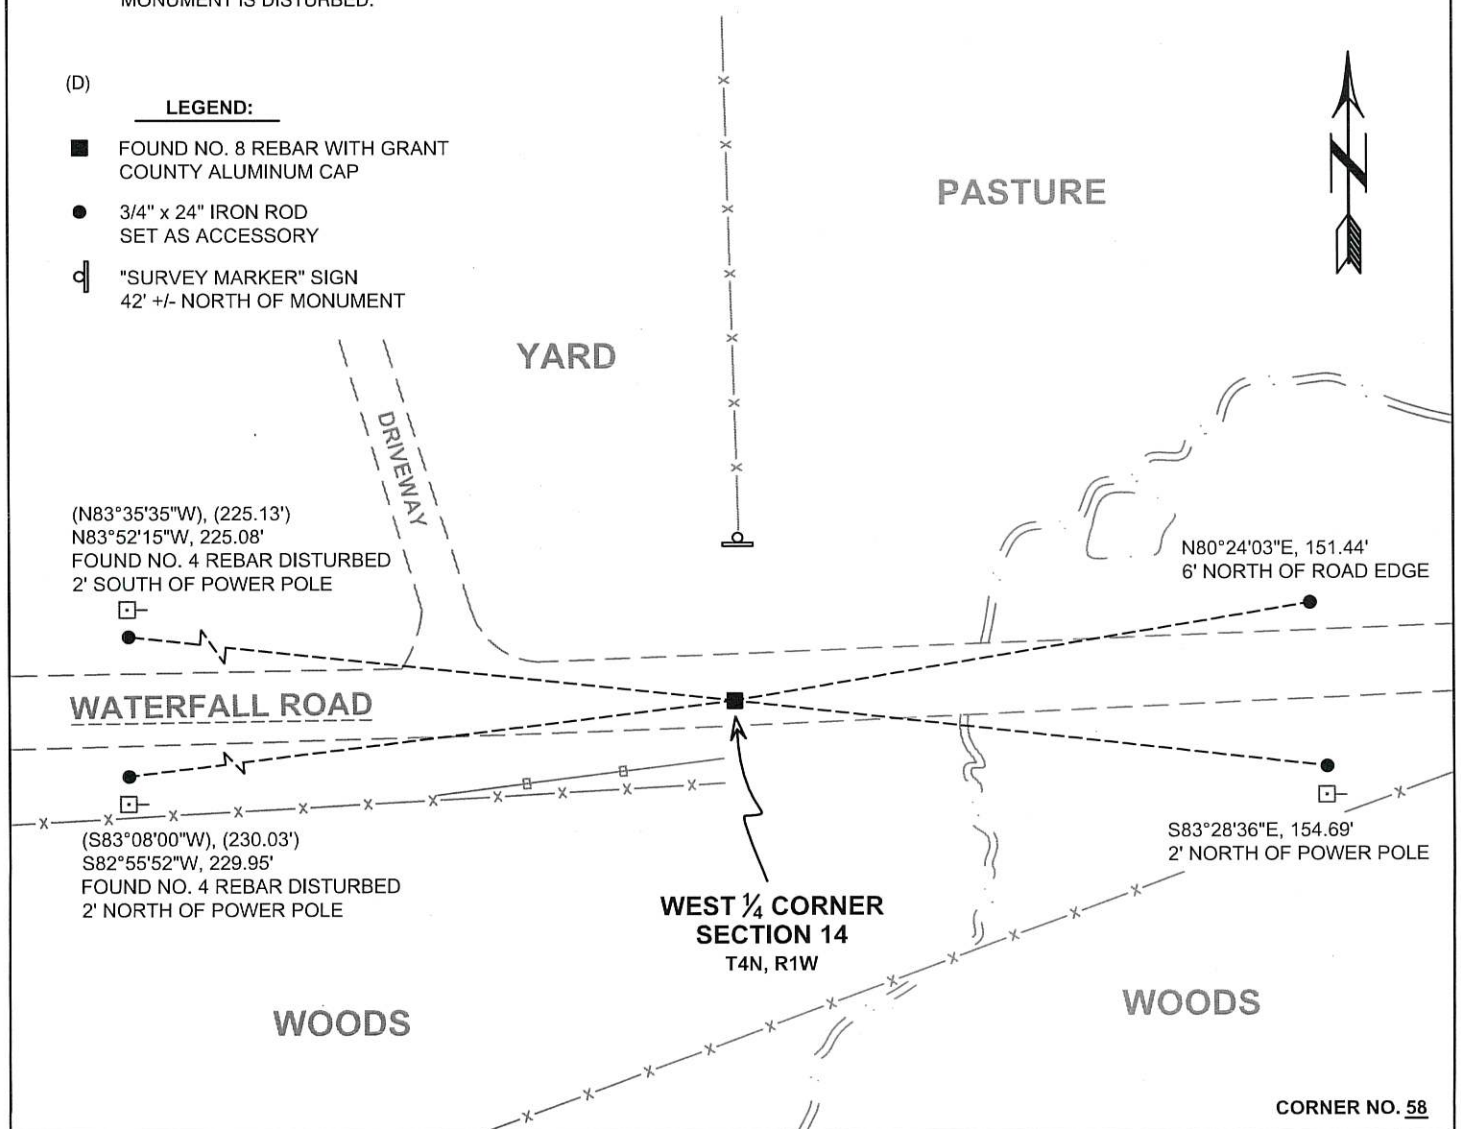 MONUMENT IS DISTURBED.
(D)
LEGEND:
FOUND NO. 8 REBAR WITH GRANT
COUNTY ALUMINUM CAP
3/4" x 24" IRON ROD
SET AS ACCESSORY
"SURVEY MARKER" SIGN
42' +/- NORTH OF MONUMENT
N
PASTURE
YARD
DRIVEWAY
(N83°35'35"W), (225.13')
N83°52'15"W, 225.08'
FOUND NO. 4 REBAR DISTURBED
2' SOUTH OF POWER POLE
N80°24'03"E, 151.44'
6' NORTH OF ROAD EDGE
WATERFALL ROAD
(S83°08'00"W), (230.03')
S82°55'52"W, 229.95'
FOUND NO. 4 REBAR DISTURBED
2' NORTH OF POWER POLE
S83°28'36"E, 154.69'
2' NORTH OF POWER POLE
WEST 1/4 CORNER
SECTION 14
T4N, R1W
WOODS
WOODS
CORNER NO. 58